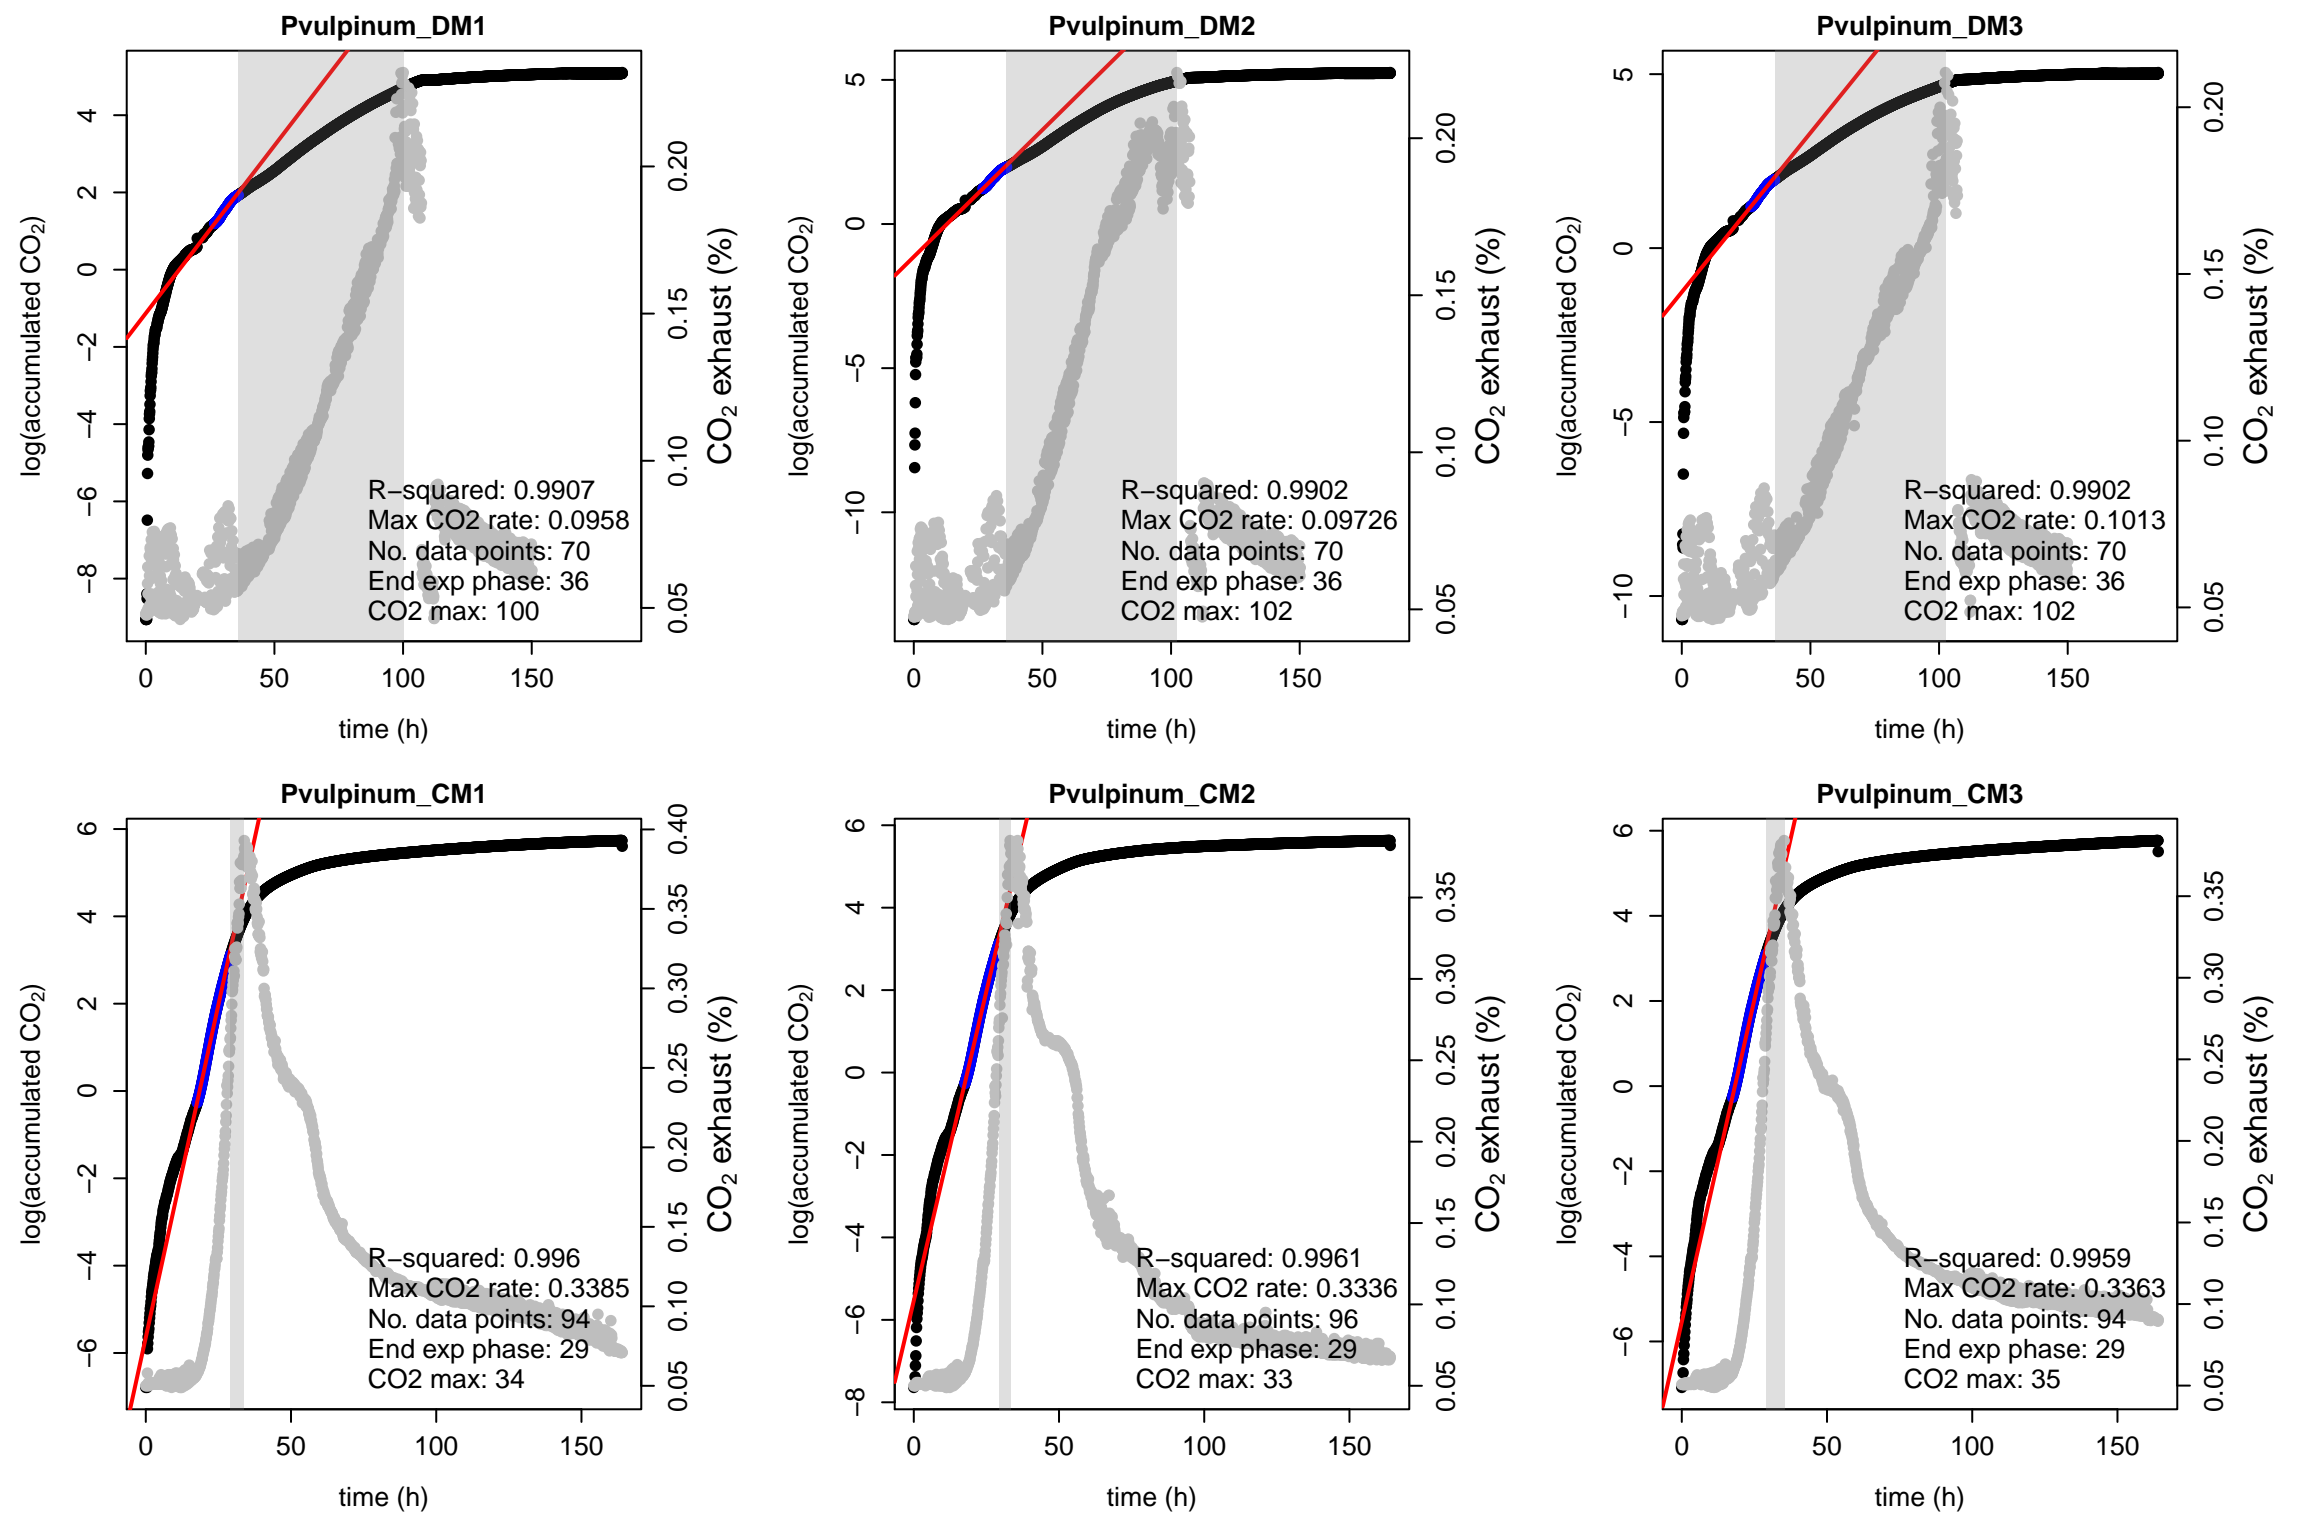 Pvulpinum_DM1
log(accumulated CO2)
4
2
0
−2
−4
−6
−8
R−squared: 0.9907
Max CO2 rate: 0.0958
No. data points: 70
End exp phase: 36
CO2 max: 100
0.20
0.15
0.10
0.05
CO2 exhaust (%)
0 50 100 150
time (h)
Pvulpinum_DM2
log(accumulated CO2)
5
0
−5
−10
R−squared: 0.9902
Max CO2 rate: 0.09726
No. data points: 70
End exp phase: 36
CO2 max: 102
0.20
0.15
0.10
0.05
CO2 exhaust (%)
0 50 100 150
time (h)
Pvulpinum_DM3
log(accumulated CO2)
5
0
−5
−10
R−squared: 0.9902
Max CO2 rate: 0.1013
No. data points: 70
End exp phase: 36
CO2 max: 102
0.20
0.15
0.10
0.05
CO2 exhaust (%)
0 50 100 150
time (h)
Pvulpinum_CM1
log(accumulated CO2)
6
4
2
0
−2
−4
−6
R−squared: 0.996
Max CO2 rate: 0.3385
No. data points: 94
End exp phase: 29
CO2 max: 34
0.40
0.35
0.30
0.25
0.20
0.15
0.10
0.05
CO2 exhaust (%)
0 50 100 150
time (h)
Pvulpinum_CM2
log(accumulated CO2)
6
4
2
0
−2
−4
−6
−8
R−squared: 0.9961
Max CO2 rate: 0.3336
No. data points: 96
End exp phase: 29
CO2 max: 33
0.35
0.30
0.25
0.20
0.15
0.10
0.05
CO2 exhaust (%)
0 50 100 150
time (h)
Pvulpinum_CM3
log(accumulated CO2)
6
4
2
0
−2
−4
−6
R−squared: 0.9959
Max CO2 rate: 0.3363
No. data points: 94
End exp phase: 29
CO2 max: 35
0.35
0.30
0.25
0.20
0.15
0.10
0.05
CO2 exhaust (%)
0 50 100 150
time (h)